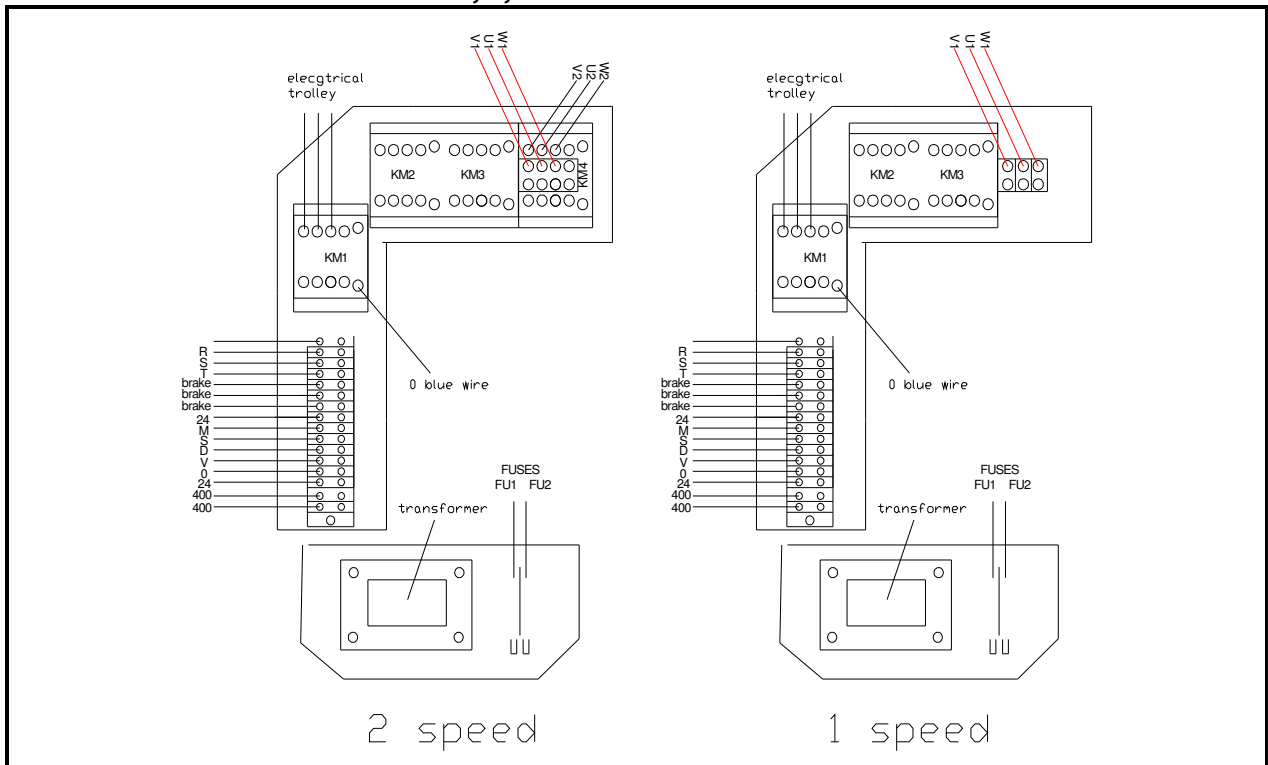 V1
U1
W1
V2
U2
W2
elecgtrical
trolley
KM2
KM3
KM4
KM1
R
S
T
brake
brake
brake
24
M
S
D
V
0
24
400
400
0 blue wire
FUSES
FU1 FU2
transformer
2 speed
V1
U1
W1
elecgtrical
trolley
KM2
KM3
KM1
R
S
T
brake
brake
brake
24
M
S
D
V
0
24
400
400
0 blue wire
FUSES
FU1 FU2
transformer
1 speed